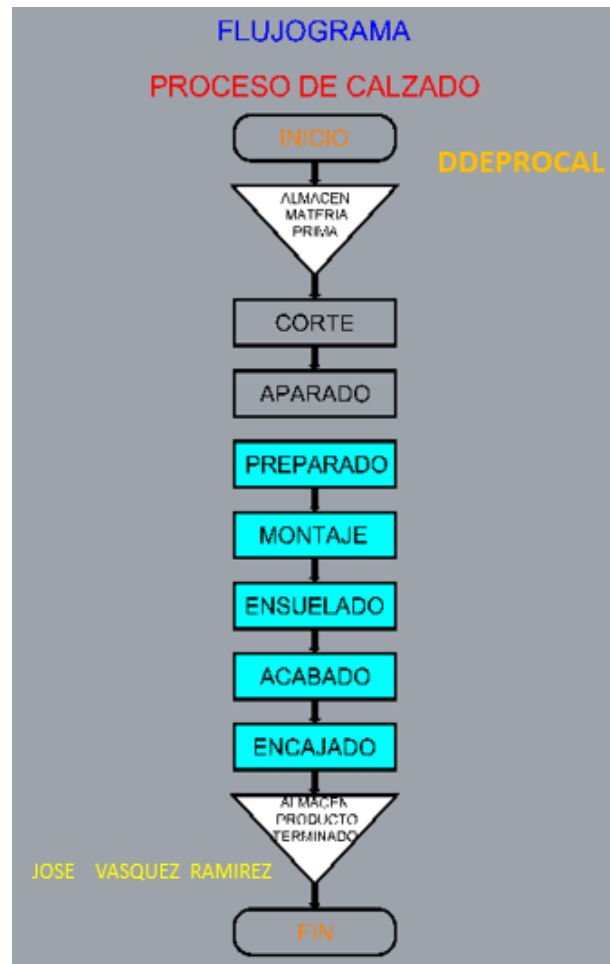 FLUJOGRAMA
PROCESO DE CALZADO
INICIO
DDEPROCAL
ALMACEN
MATERIA
PRIMA
CORTE
APARADO
PREPARADO
MONTAJE
ENSUELADO
ACABADO
ENCAJADO
ALMACEN
PRODUCTO
TERMINADO
JOSE VASQUEZ RAMIREZ
FIN